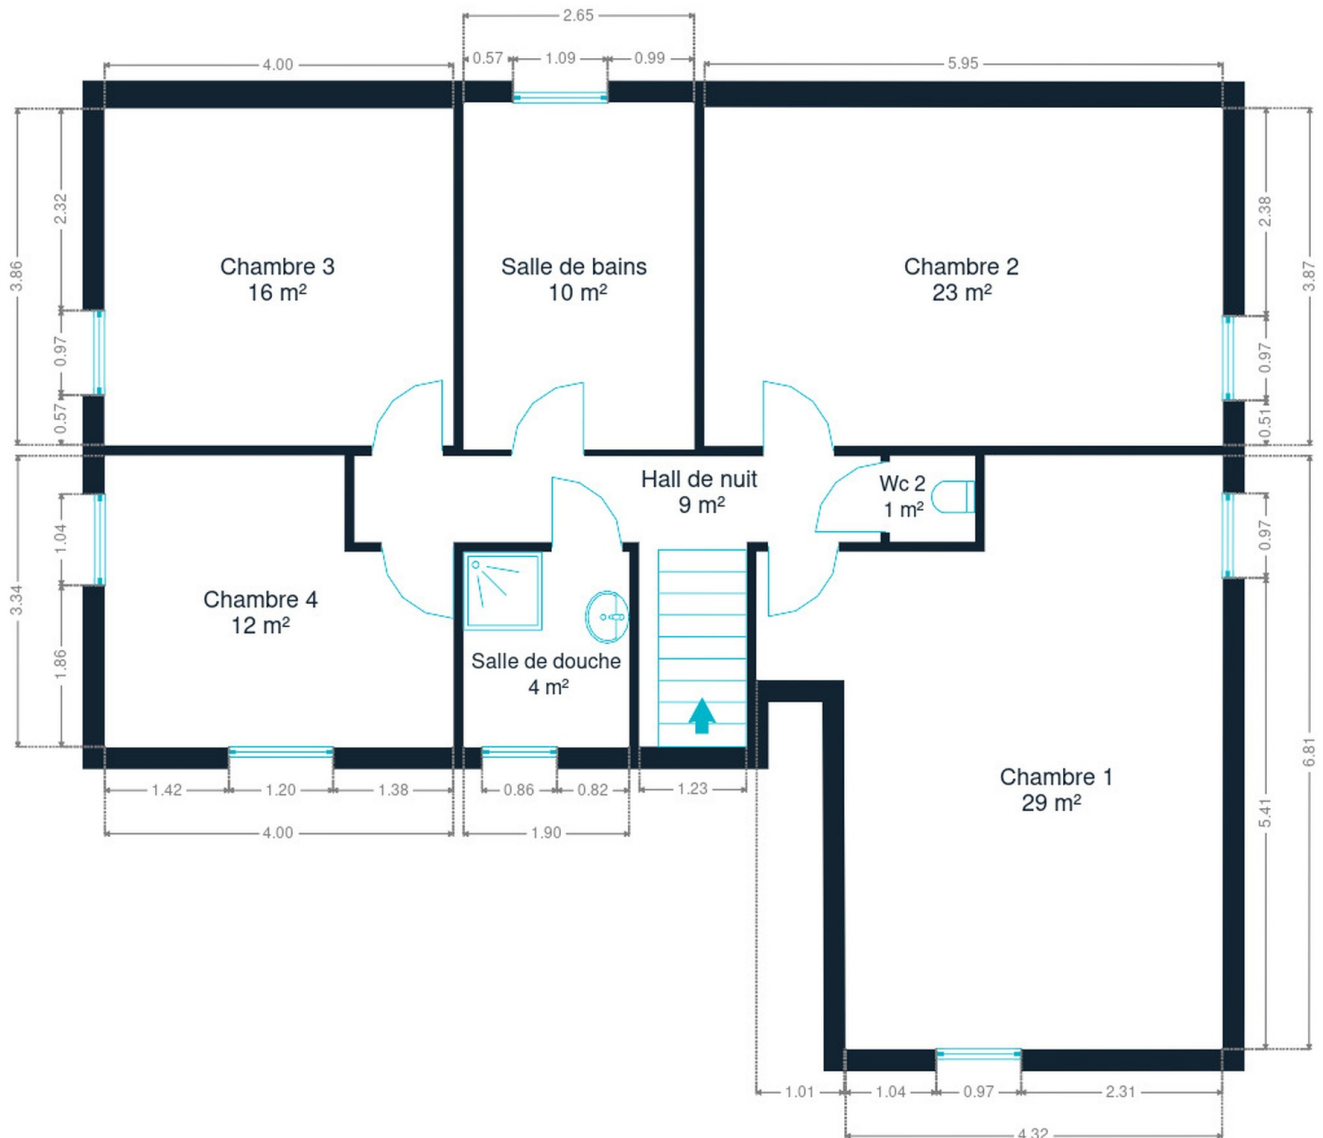 2.65
0.57 1.09 0.99
4.00
5.95
2.32
3.86
0.97
0.57
2.38
3.87
0.97
0.51
Chambre 3
16 m²
Salle de bains
10 m²
Chambre 2
23 m²
Hall de nuit
9 m²
Wc 2
1 m²
1.04
3.34
1.86
0.97
Chambre 4
12 m²
Salle de douche
4 m²
Chambre 1
29 m²
6.81
5.41
1.42 1.20 1.38
0.86 0.82
1.23
4.00
1.90
1.01 1.04 0.97 2.31
4.32